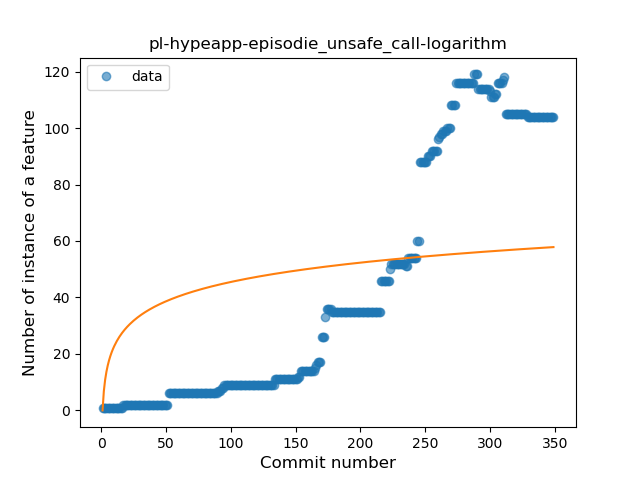 pl-hypeapp-episodie_unsafe_call-logarithm
data
Number of instance of a feature
120
100
80
60
40
20
0
0 50 100 150 200 250 300 350
Commit number